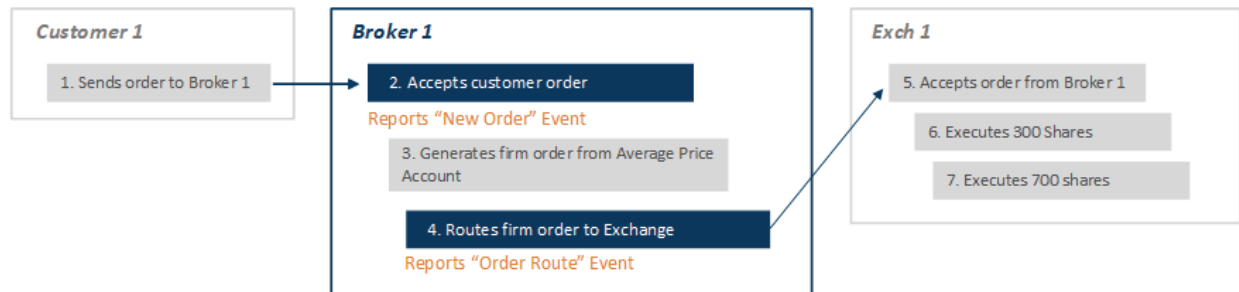 Customer 1
1. Sends order to Broker 1
Broker 1
2. Accepts customer order
Reports “New Order” Event
3. Generates firm order from Average Price
Account
4. Routes firm order to Exchange
Reports “Order Route” Event
Exch 1
5. Accepts order from Broker 1
6. Executes 300 Shares
7. Executes 700 shares